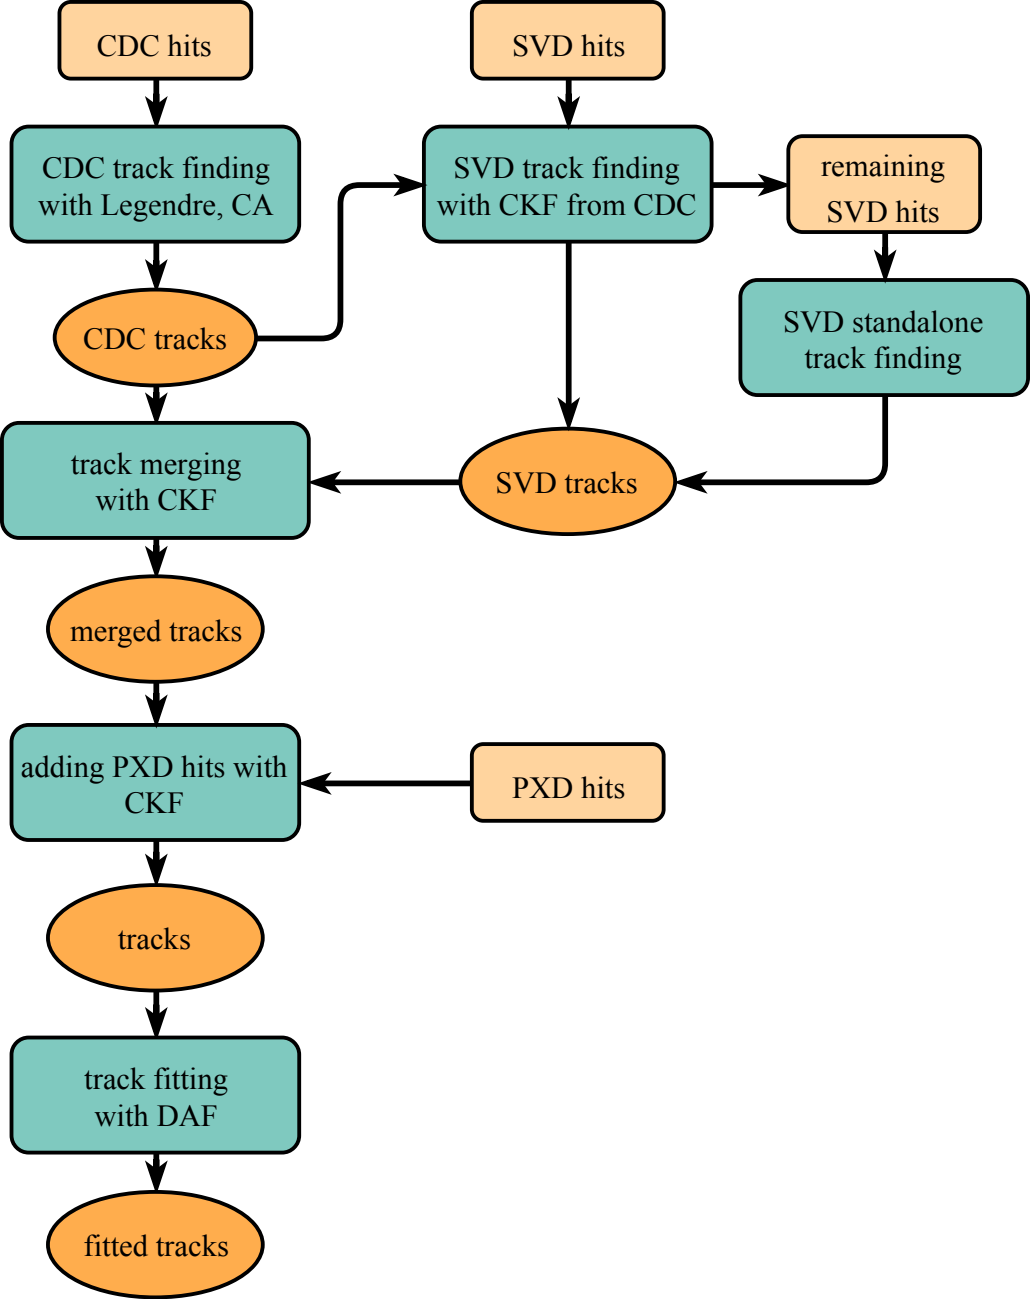 CDC hits
SVD hits
CDC track finding
with Legendre, CA
SVD track finding
with CKF from CDC
remaining
SVD hits
CDC tracks
SVD standalone
track finding
track merging
with CKF
SVD tracks
merged tracks
adding PXD hits with
CKF
PXD hits
tracks
track fitting
with DAF
fitted tracks